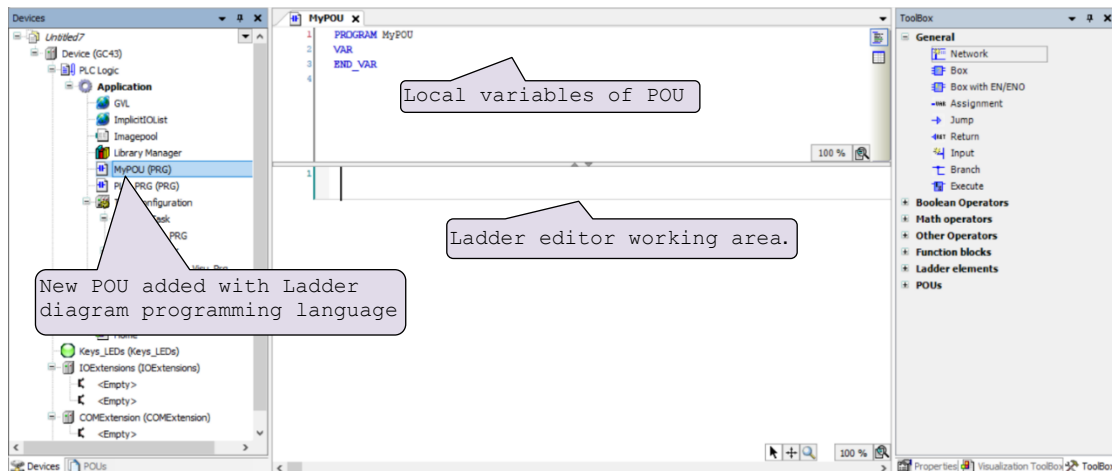 Devices
Untitled7
Device (GC43)
PLC Logic
Application
GVL
ImplicitIOList
Imagepool
Library Manager
MyPOU (PRG)
PRG (PRG)
nfiguration
ask
PRG
New POU added with Ladder
diagram programming language
Keys_LEDs (Keys_LEDs)
IOExtensions (IOExtensions)
<Empty>
<Empty>
COMExtension (COMExtension)
<Empty>
Devices
POUs
MyPOU
1 PROGRAM MyPOU
2 VAR
3 END_VAR
4
Local variables of POU
100 %
1
Ladder editor working area.
100 %
ToolBox
General
Network
Box
Box with EN/ENO
Assignment
Jump
Return
Input
Branch
Execute
Boolean Operators
Math operators
Other Operators
Function blocks
Ladder elements
POUs
Properties
Visualization ToolBox
ToolBox